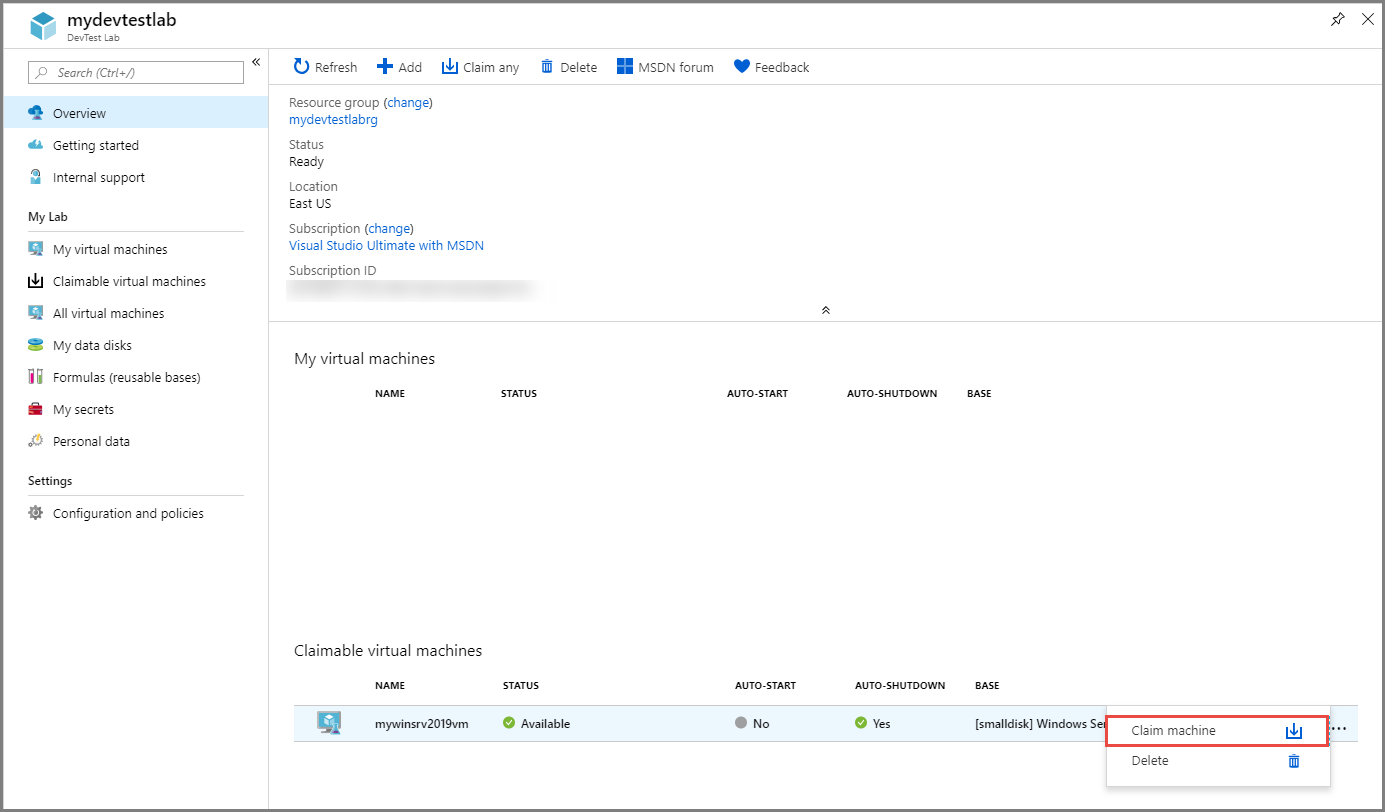 mydevtestlab
DevTest Lab
Search (Ctrl+/)
«
Overview
Getting started
Internal support
My Lab
My virtual machines
Claimable virtual machines
All virtual machines
My data disks
Formulas (reusable bases)
My secrets
Personal data
Settings
Configuration and policies
Refresh Add Claim any Delete MSDN forum Feedback
Resource group (change)
mydevtestlabrg
Status
Ready
Location
East US
Subscription (change)
Visual Studio Ultimate with MSDN
Subscription ID
My virtual machines
NAME STATUS AUTO-START AUTO-SHUTDOWN BASE
Claimable virtual machines
NAME STATUS AUTO-START AUTO-SHUTDOWN BASE
mywinsrv2019vm Available No Yes [smalldisk] Windows Ser ...
Claim machine
Delete